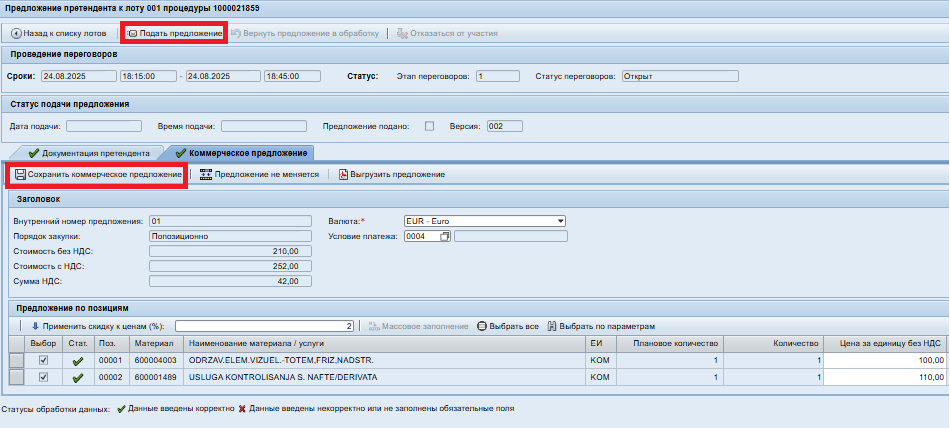 Предложение претендента к лоту 001 процедуры 1000021859
Назад к списку лотов Подать предложение Вернуть предложение в обработку Отказаться от участия
Проведение переговоров
Сроки: 24.08.2025 18:15:00 - 24.08.2025 18:45:00 Статус: Этап переговоров: 1 Статус переговоров: Открыт
Статус подачи предложения
Дата подачи: Время подачи: Предложение подано: Версия: 002
Документация претендента Коммерческое предложение
Сохранить коммерческое предложение Предложение не меняется Выгрузить предложение
Заголовок
Внутренний номер предложения: 01 Валюта:* EUR - Euro
Порядок закупки: Попозиционно Условие платежа: 0004
Стоимость без НДС: 210,00
Стоимость с НДС: 252,00
Сумма НДС: 42,00
Предложение по позициям
Применить скидку к ценам (%): 2 Массовое заполнение Выбрать все Выбрать по параметрам
Выбор Стат. Поз. Материал Наименование материала / услуги ЕИ Плановое количество Количество Цена за единицу без НДС
00001 600004003 ODRZAV.ELEM.VIZUEL.-TOTEM,FRIZ,NADSTR. KOM 1 1 100,00
00002 600001489 USLUGA KONTROLISANJA S. NAFTE/DERIVATA KOM 1 1 110,00
Статусы обработки данных: Данные введены корректно Данные введены некорректно или не заполнены обязательные поля